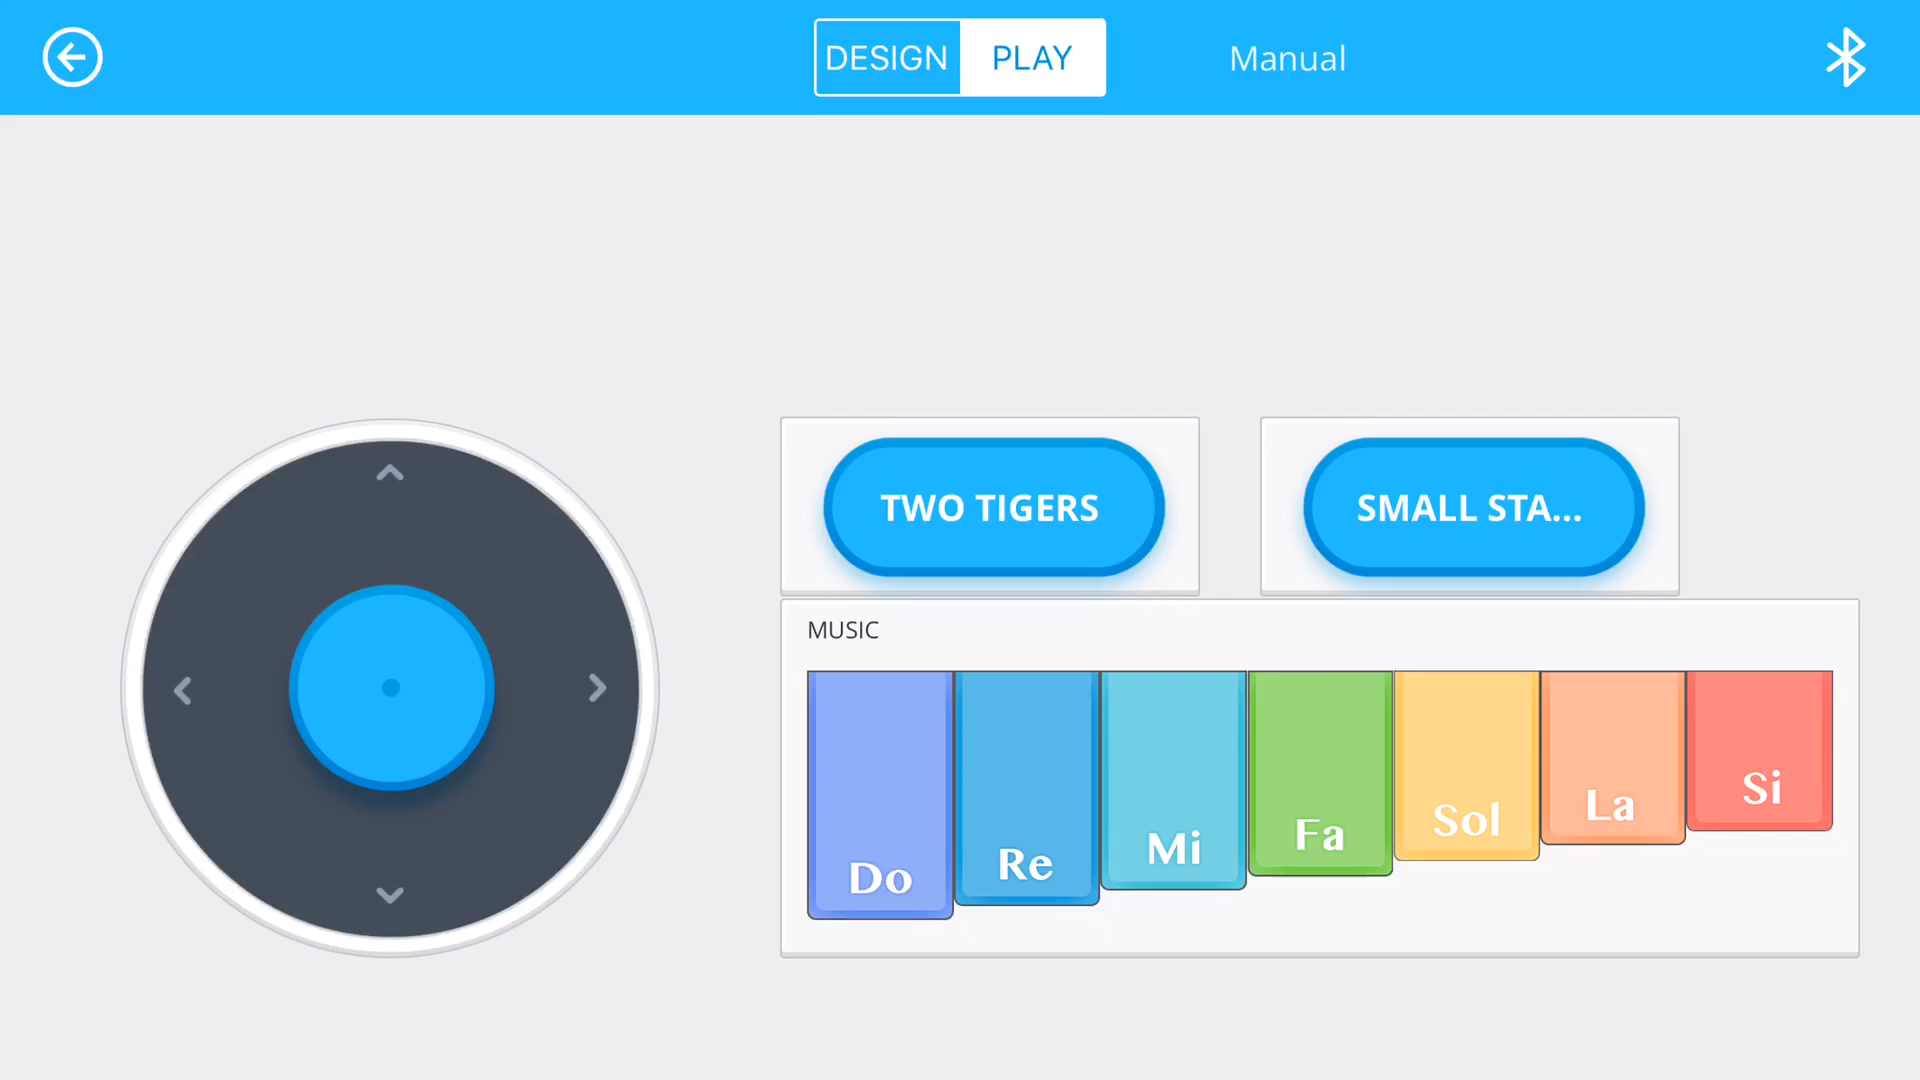 DESIGN PLAY Manual
TWO TIGERS SMALL STA...
MUSIC
Do Re Mi Fa Sol La Si